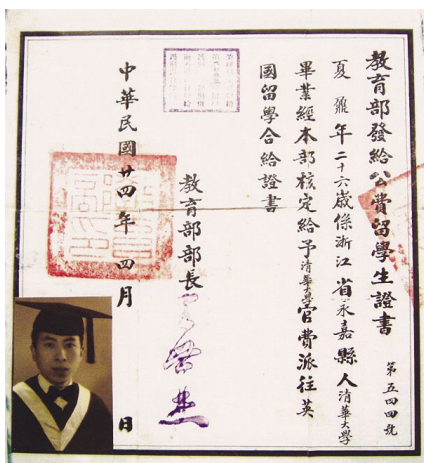 教育部發給公費留學生證書
第五四四號
夏鼐年二十六歲係浙江省永嘉縣人清華大學
畢業經本部核定給予清華大學官費派往英
國留學合給證書
教育部部長
中華民國廿四年四月 日